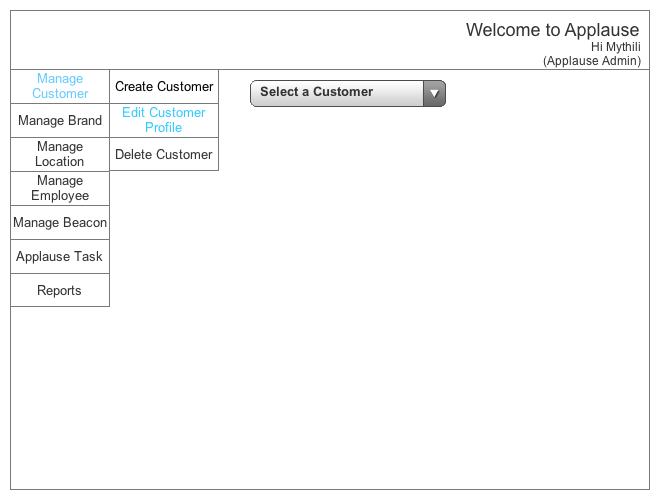 Welcome to Applause
Hi Mythili
(Applause Admin)
Manage
Customer
Manage Brand
Manage
Location
Manage
Employee
Manage Beacon
Applause Task
Reports
Create Customer
Edit Customer
Profile
Delete Customer
Select a Customer